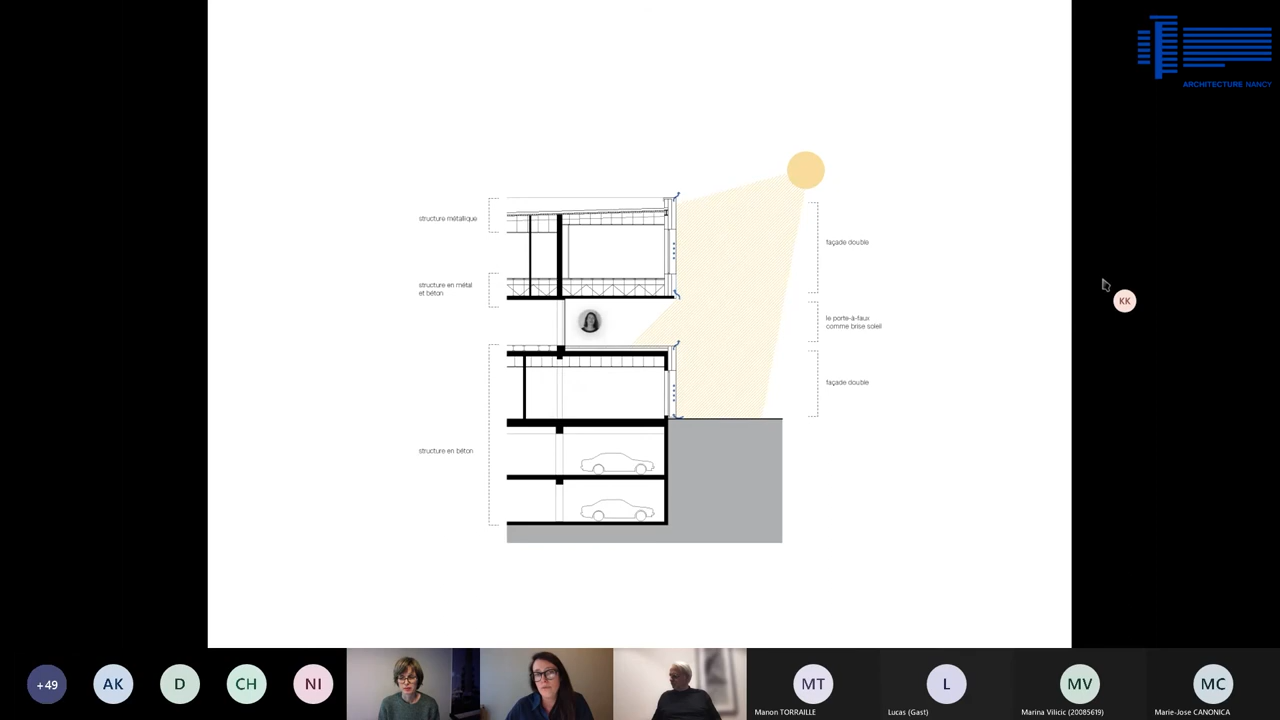 ARCHITECTURE NANCY
structure métallique
façade double
structure en métal
et béton
KK
le porte-à-faux
comme brise soleil
façade double
structure en béton
+49
AK
D
CH
NI
MT
L
MV
MC
Manon TORRAILLE
Lucas (Gast)
Marina Vilicic (20085619)
Marie-Jose CANONICA